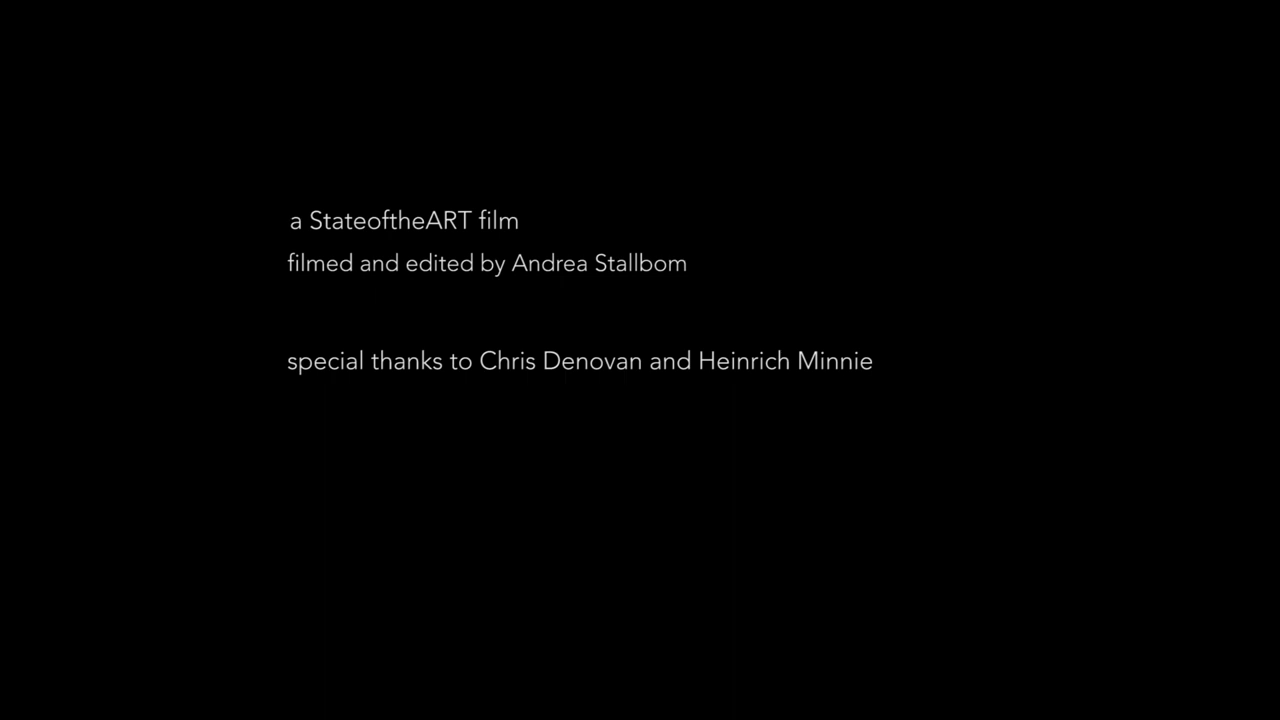 a StateoftheART film
filmed and edited by Andrea Stallbom
special thanks to Chris Denovan and Heinrich Minnie